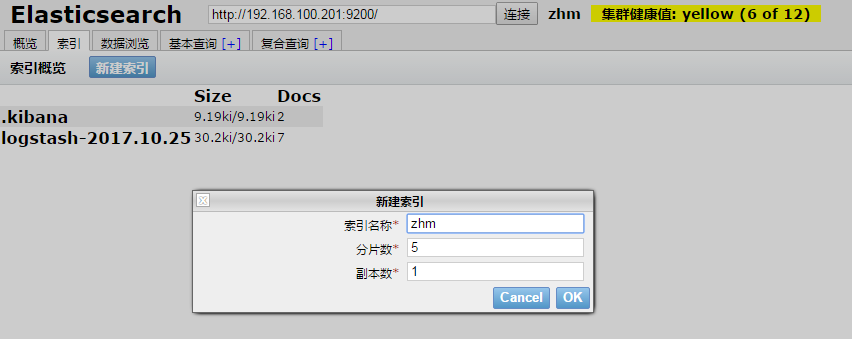 Elasticsearch http://192.168.100.201:9200/ 连接 zhm 集群健康值: yellow (6 of 12)
概览 索引 数据浏览 基本查询 [+] 复合查询 [+]
索引概览 新建索引
Size Docs
.kibana 9.19ki/9.19ki 2
logstash-2017.10.25 30.2ki/30.2ki 7
新建索引
索引名称* zhm
分片数* 5
副本数* 1
Cancel OK